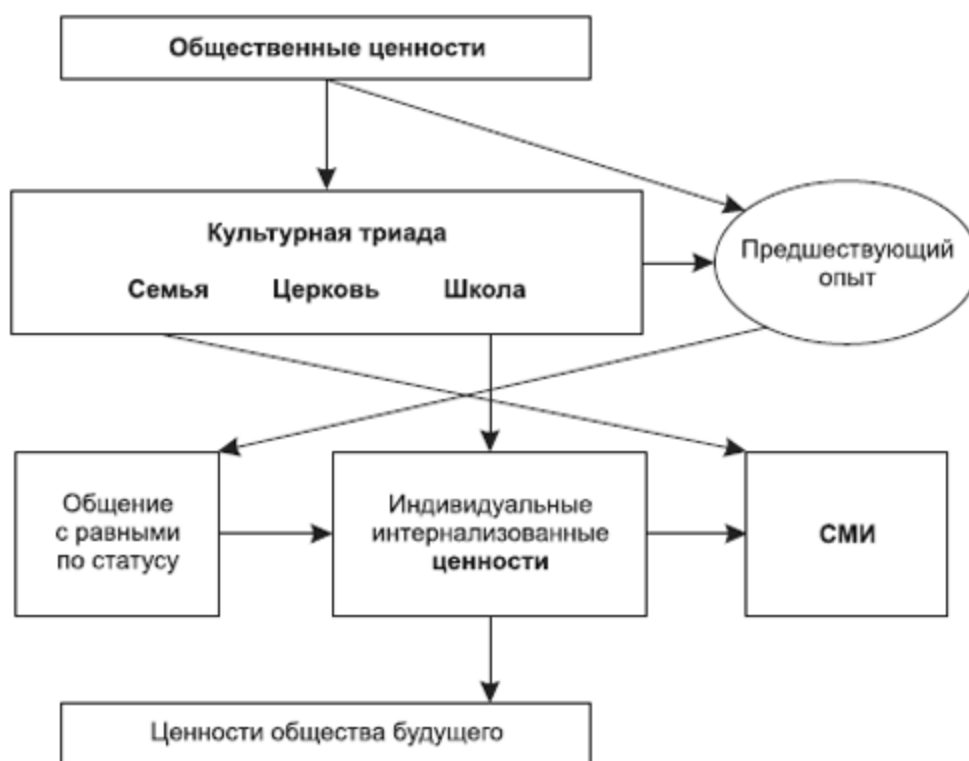 Общественные ценности
Культурная триада
Семья Церковь Школа
Предшествующий
опыт
Общение
с равными
по статусу
Индивидуальные
интернализованные
ценности
СМИ
Ценности общества будущего